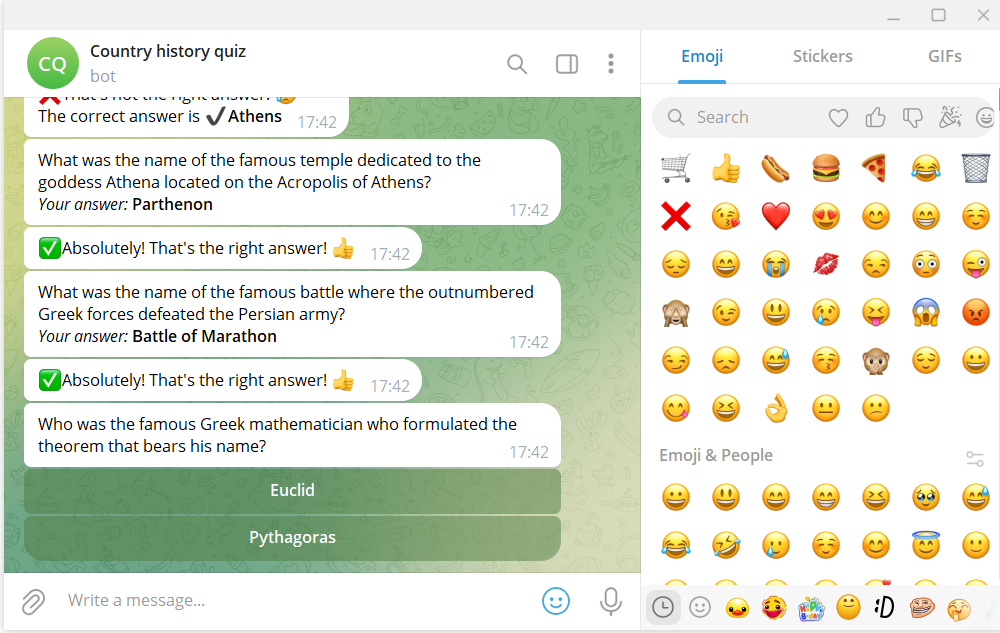 CQ
Country history quiz
bot
That's not the right answer!
The correct answer is Athens
17:42
What was the name of the famous temple dedicated to the
goddess Athena located on the Acropolis of Athens?
Your answer: Parthenon
17:42
Absolutely! That's the right answer!
17:42
What was the name of the famous battle where the outnumbered
Greek forces defeated the Persian army?
Your answer: Battle of Marathon
17:42
Absolutely! That's the right answer!
17:42
Who was the famous Greek mathematician who formulated the
theorem that bears his name?
17:42
Euclid
Pythagoras
Write a message...
Emoji Stickers GIFs
Search
Emoji & People